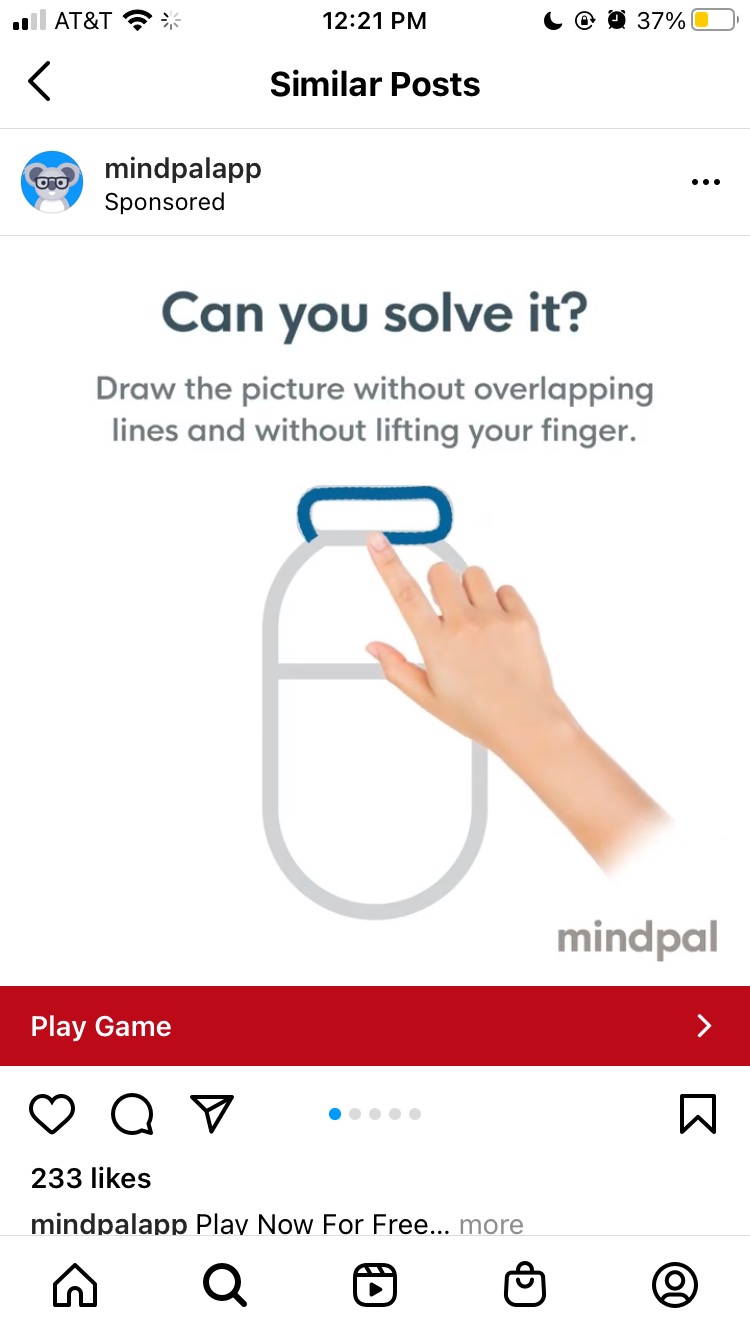 AT&T
12:21 PM
37%
Similar Posts
mindpalapp
Sponsored
Can you solve it?
Draw the picture without overlapping
lines and without lifting your finger.
mindpal
Play Game
233 likes
mindpalapp Play Now For Free... more